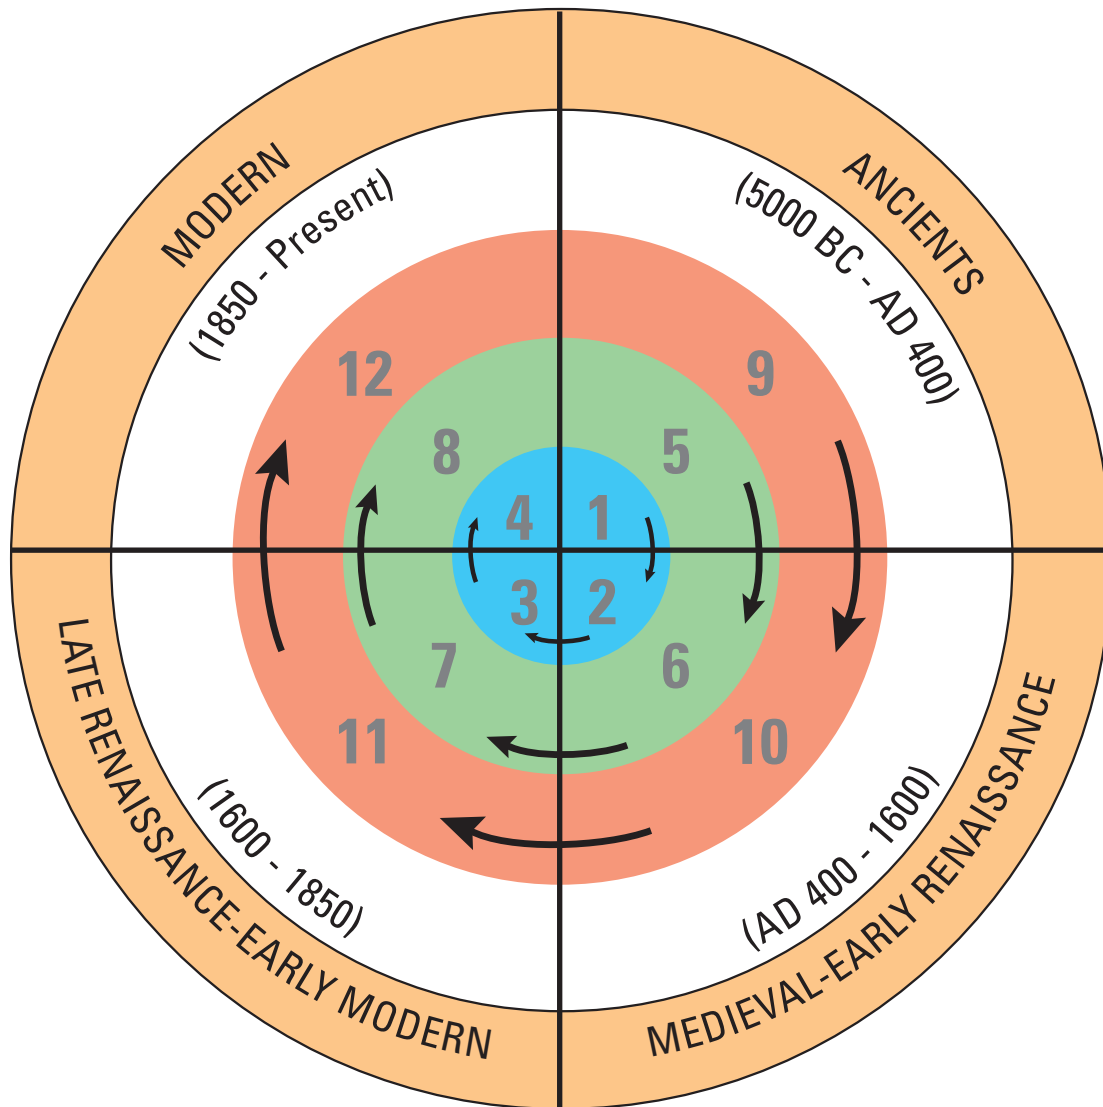 MODERN
(1850 - Present)
ANCIENTS
(5000 BC - AD 400)
12
9
8
5
4
1
3
2
7
6
11
10
LATE RENAISSANCE-EARLY MODERN
(1600 - 1850)
MEDIEVAL-EARLY RENAISSANCE
(AD 400 - 1600)